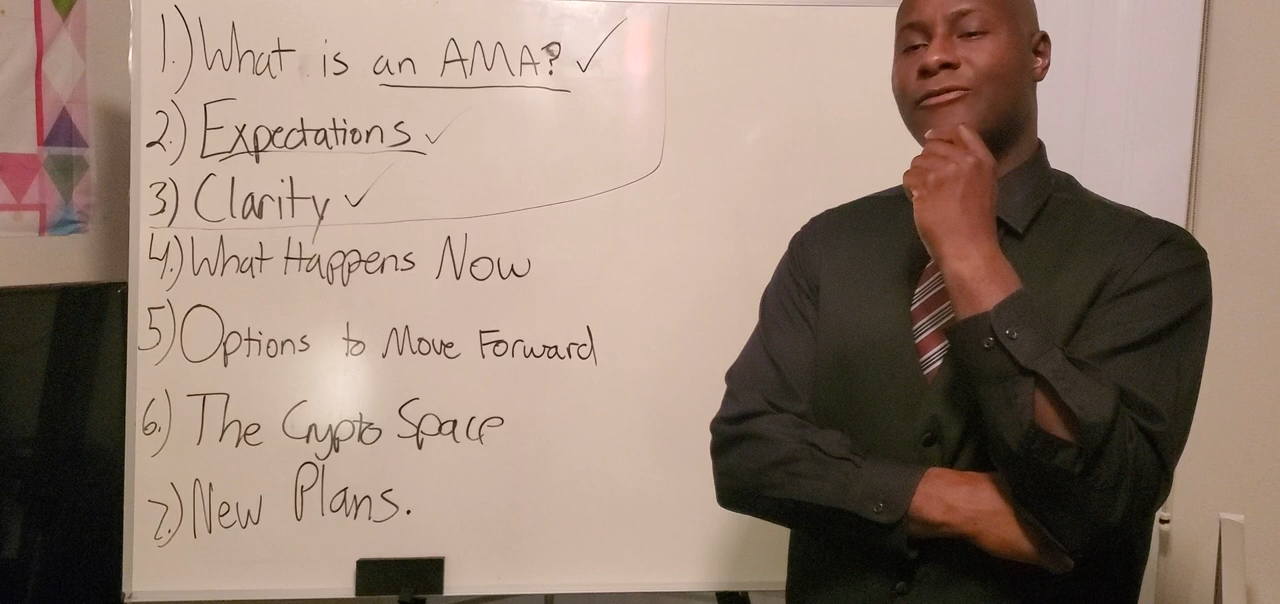 1.) What is an AMA? ✓
2.) Expectations ✓
3) Clarity ✓
4.) What Happens Now
5) Options to Move Forward
6.) The Crypto Space
7.) New Plans.